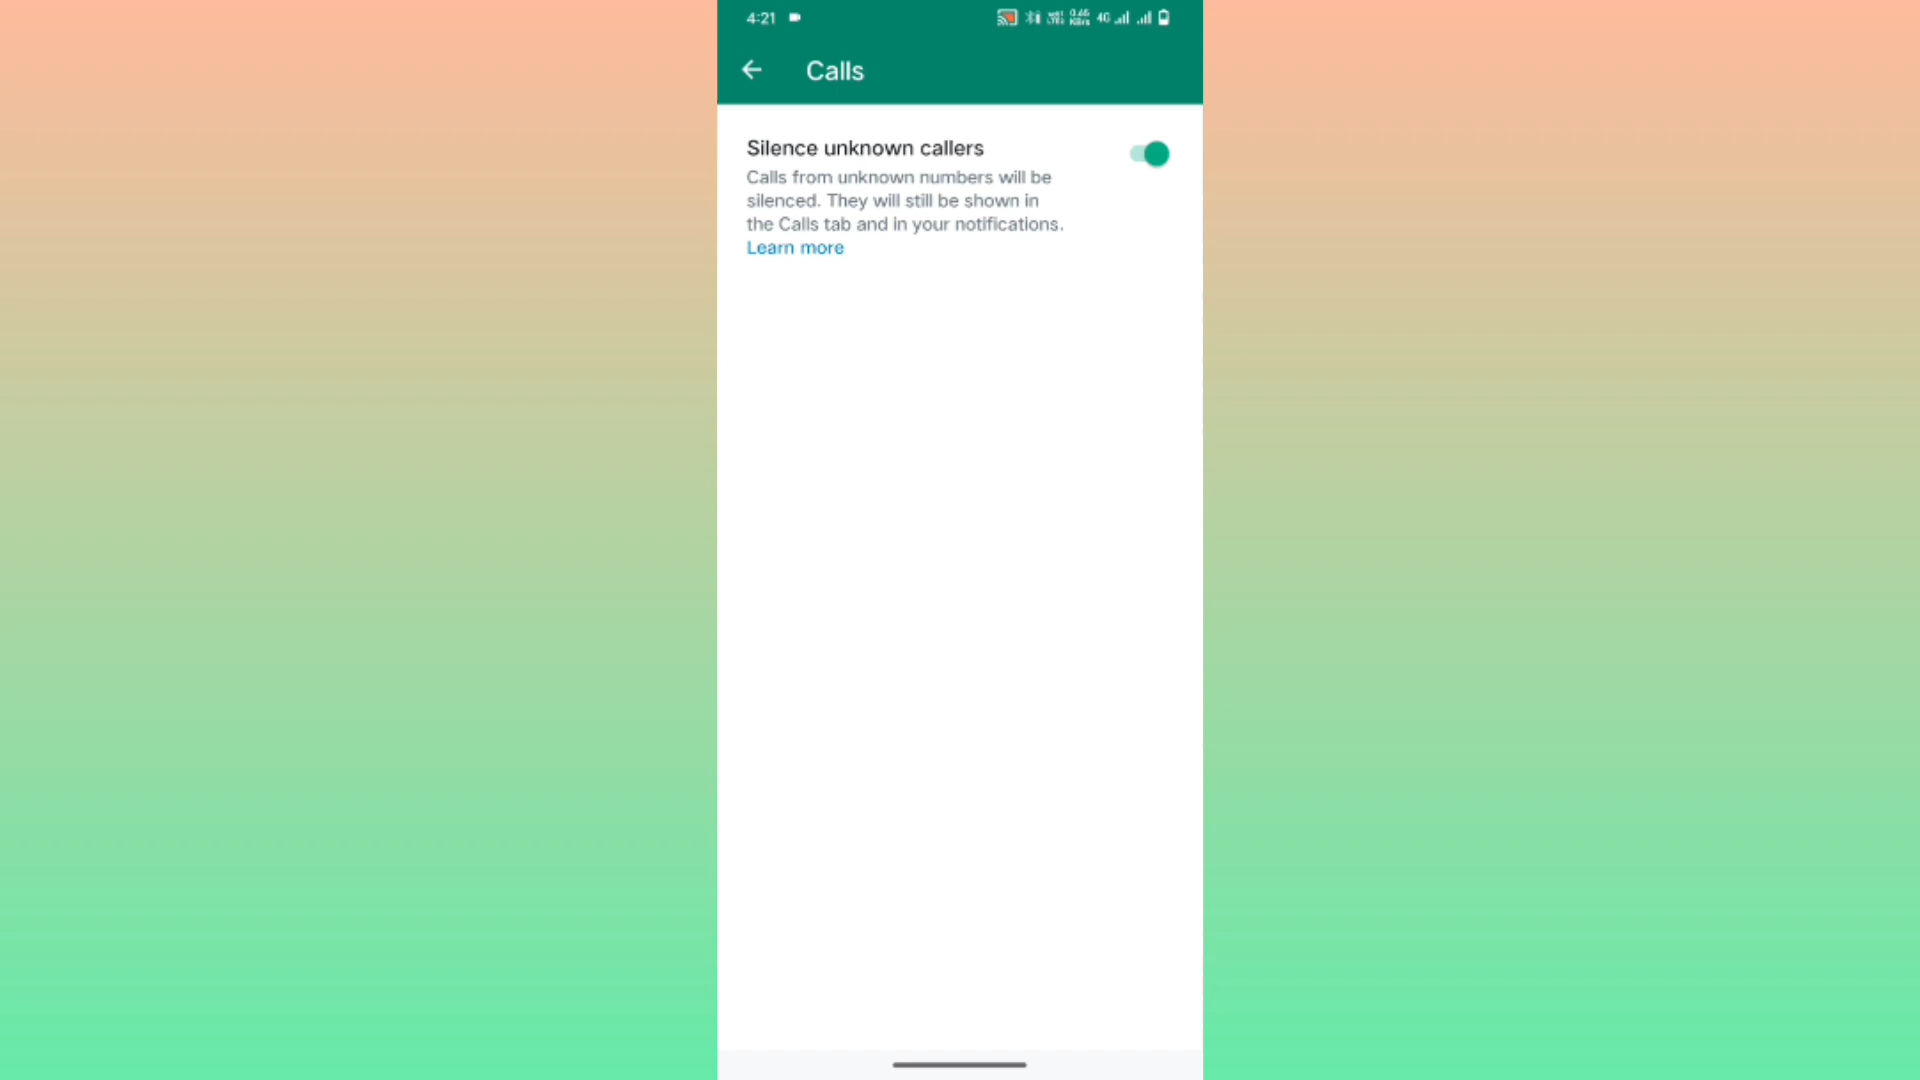 4:21
4G
Calls
Silence unknown callers
Calls from unknown numbers will be
silenced. They will still be shown in
the Calls tab and in your notifications.
Learn more